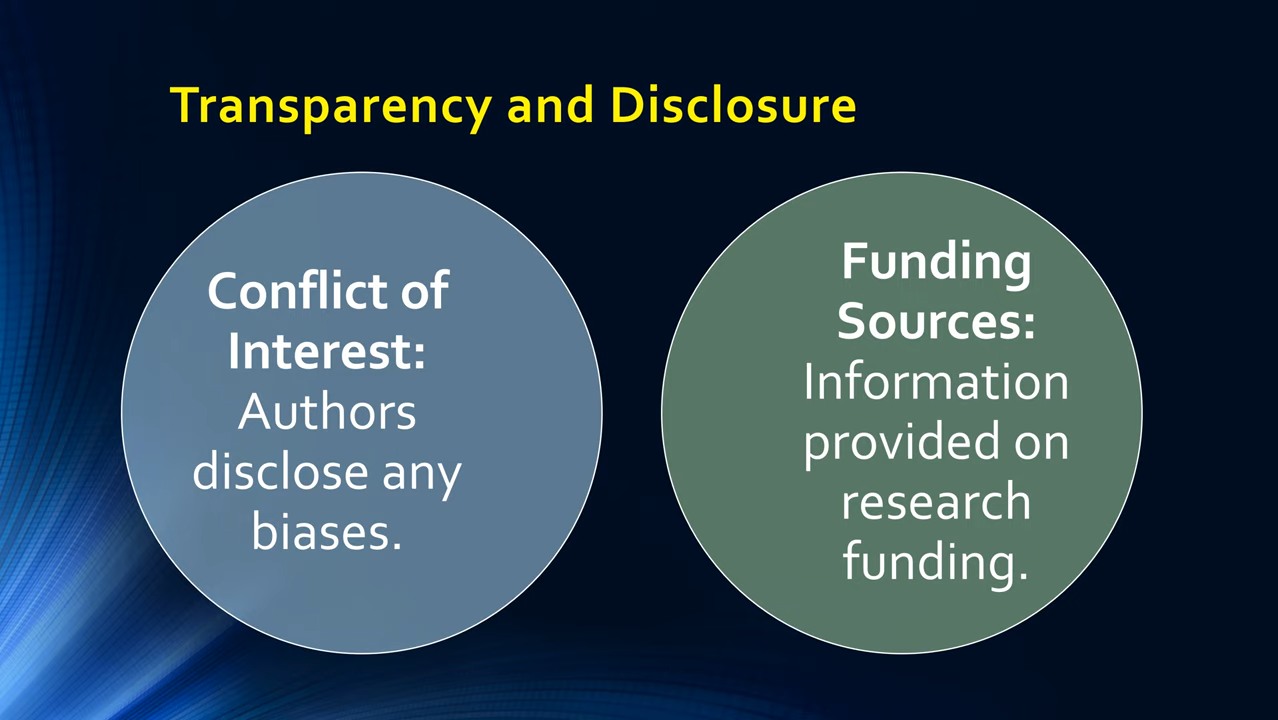 Transparency and Disclosure
Conflict of
Interest:
Authors
disclose any
biases.
Funding
Sources:
Information
provided on
research
funding.